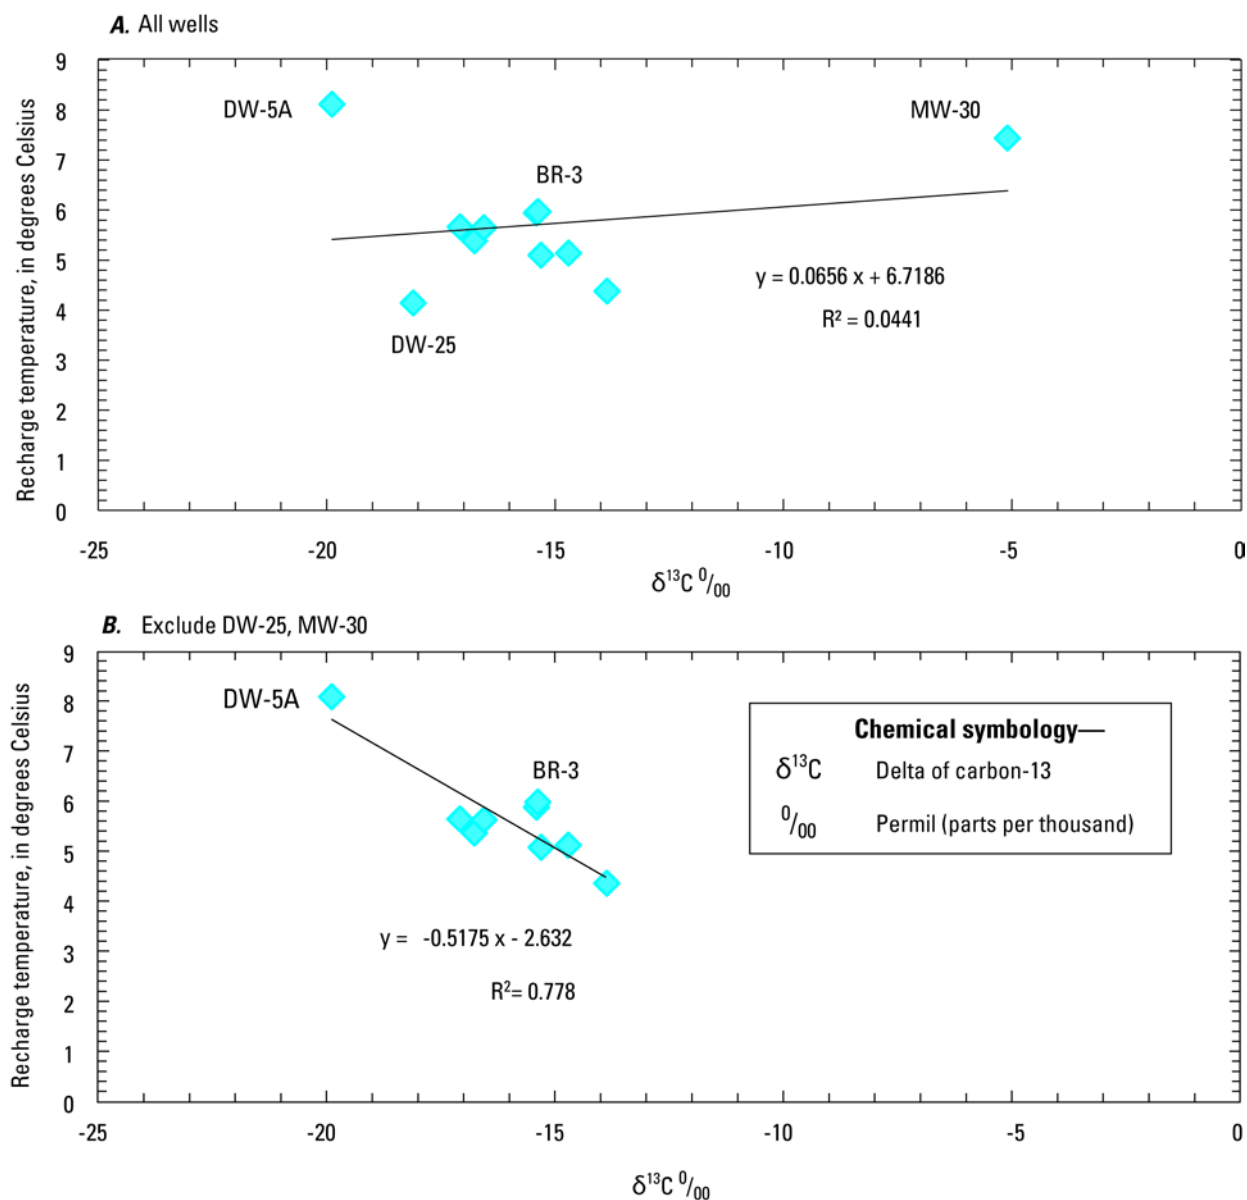 A. All wells
9
8
7
6
5
4
3
2
1
0
Recharge temperature, in degrees Celsius
DW-5A
MW-30
BR-3
DW-25
y = 0.0656 x + 6.7186
R² = 0.0441
-25 -20 -15 -10 -5 0
δ¹³C ⁰/₀₀
B. Exclude DW-25, MW-30
9
8
7
6
5
4
3
2
1
0
Recharge temperature, in degrees Celsius
DW-5A
BR-3
y = -0.5175 x - 2.632
R²= 0.778
Chemical symbology—
δ¹³C Delta of carbon-13
⁰/₀₀ Permil (parts per thousand)
-25 -20 -15 -10 -5 0
δ¹³C ⁰/₀₀